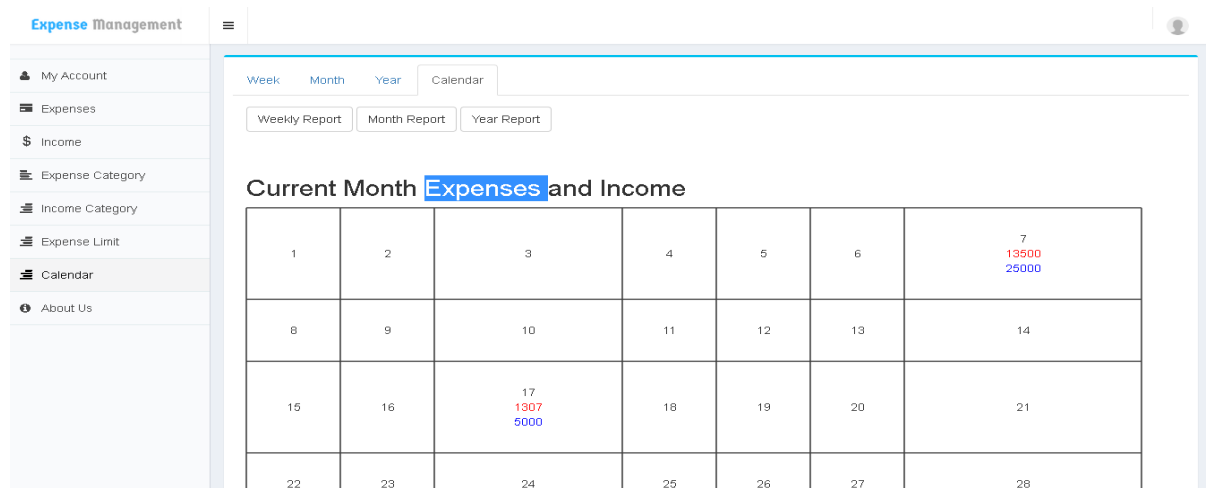 Expense Management
My Account
Expenses
$ Income
Expense Category
Income Category
Expense Limit
Calendar
About Us
Week Month Year Calendar
Weekly Report Month Report Year Report
Current Month Expenses and Income
1 2 3 4 5 6 7
13500
25000
8 9 10 11 12 13 14
15 16 17 18 19 20 21
1307
5000
22 23 24 25 26 27 28